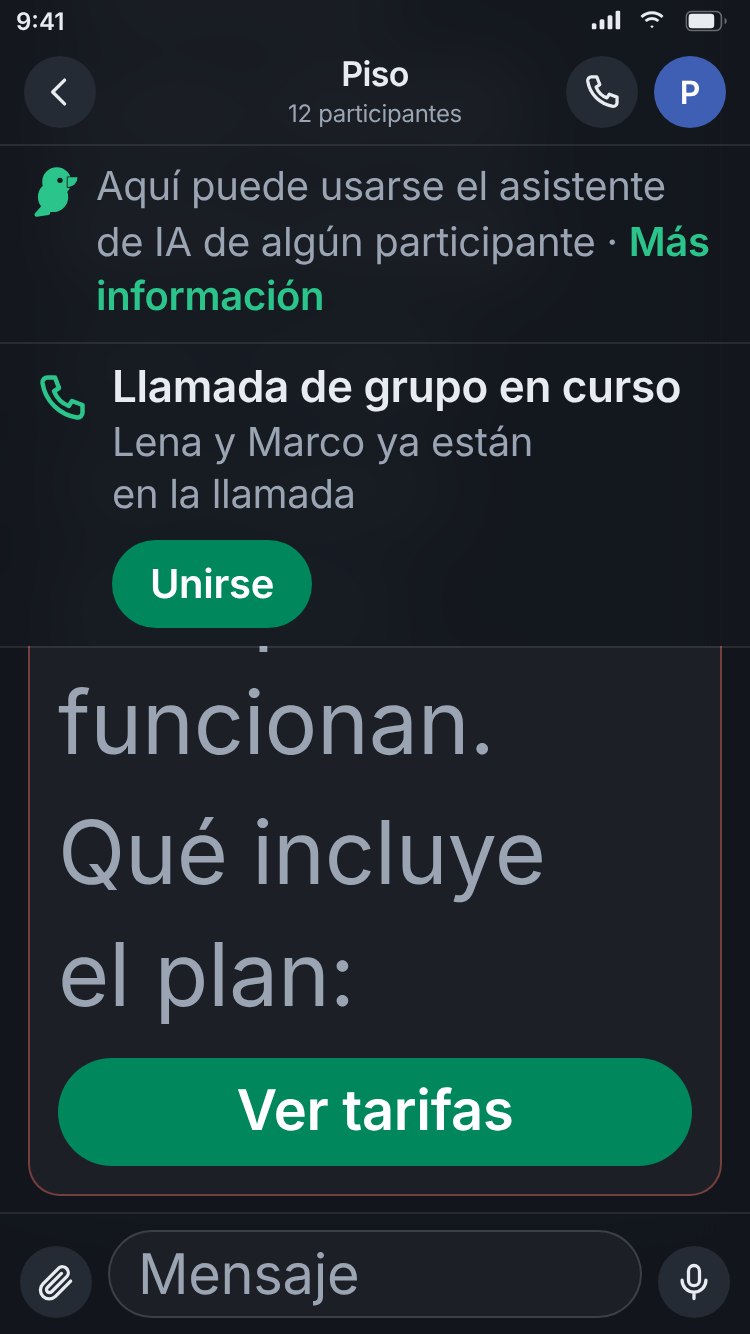 9:41
Piso
12 participantes
P
Aquí puede usarse el asistente
de IA de algún participante · Más
información
Llamada de grupo en curso
Lena y Marco ya están
en la llamada
Unirse
funcionan.
Qué incluye
el plan:
Ver tarifas
Mensaje